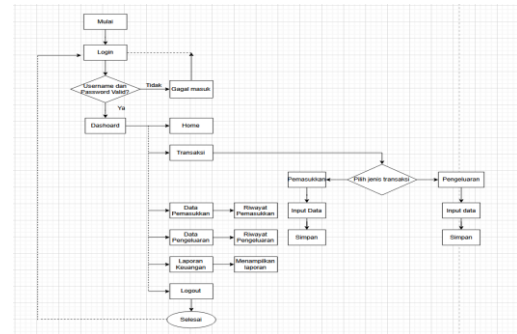 Mulai
Login
Username dan
Password Valid?
Tidak
Gagal masuk
Ya
Dashoard
Home
Transaksi
Pemasukkan
Pilih jenis transaksi
Pengeluaran
Input Data
Input data
Simpan
Simpan
Data
Pemasukkan
Riwayat
Pemasukkan
Data
Pengeluaran
Riwayat
Pengeluaran
Laporan
Keuangan
Menampilkan
laporan
Logout
Selesai